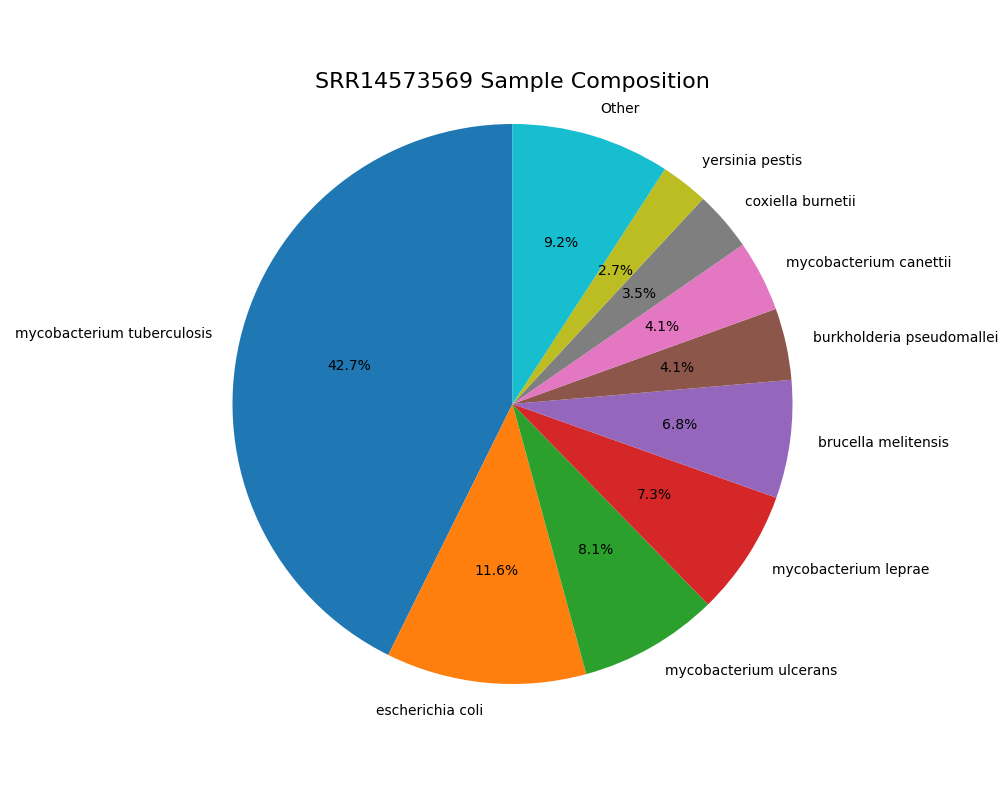 SRR14573569 Sample Composition
Other
yersinia pestis
coxiella burnetii
mycobacterium canettii
burkholderia pseudomallei
brucella melitensis
mycobacterium leprae
mycobacterium ulcerans
escherichia coli
mycobacterium tuberculosis
9.2%
2.7%
3.5%
4.1%
4.1%
6.8%
7.3%
8.1%
11.6%
42.7%